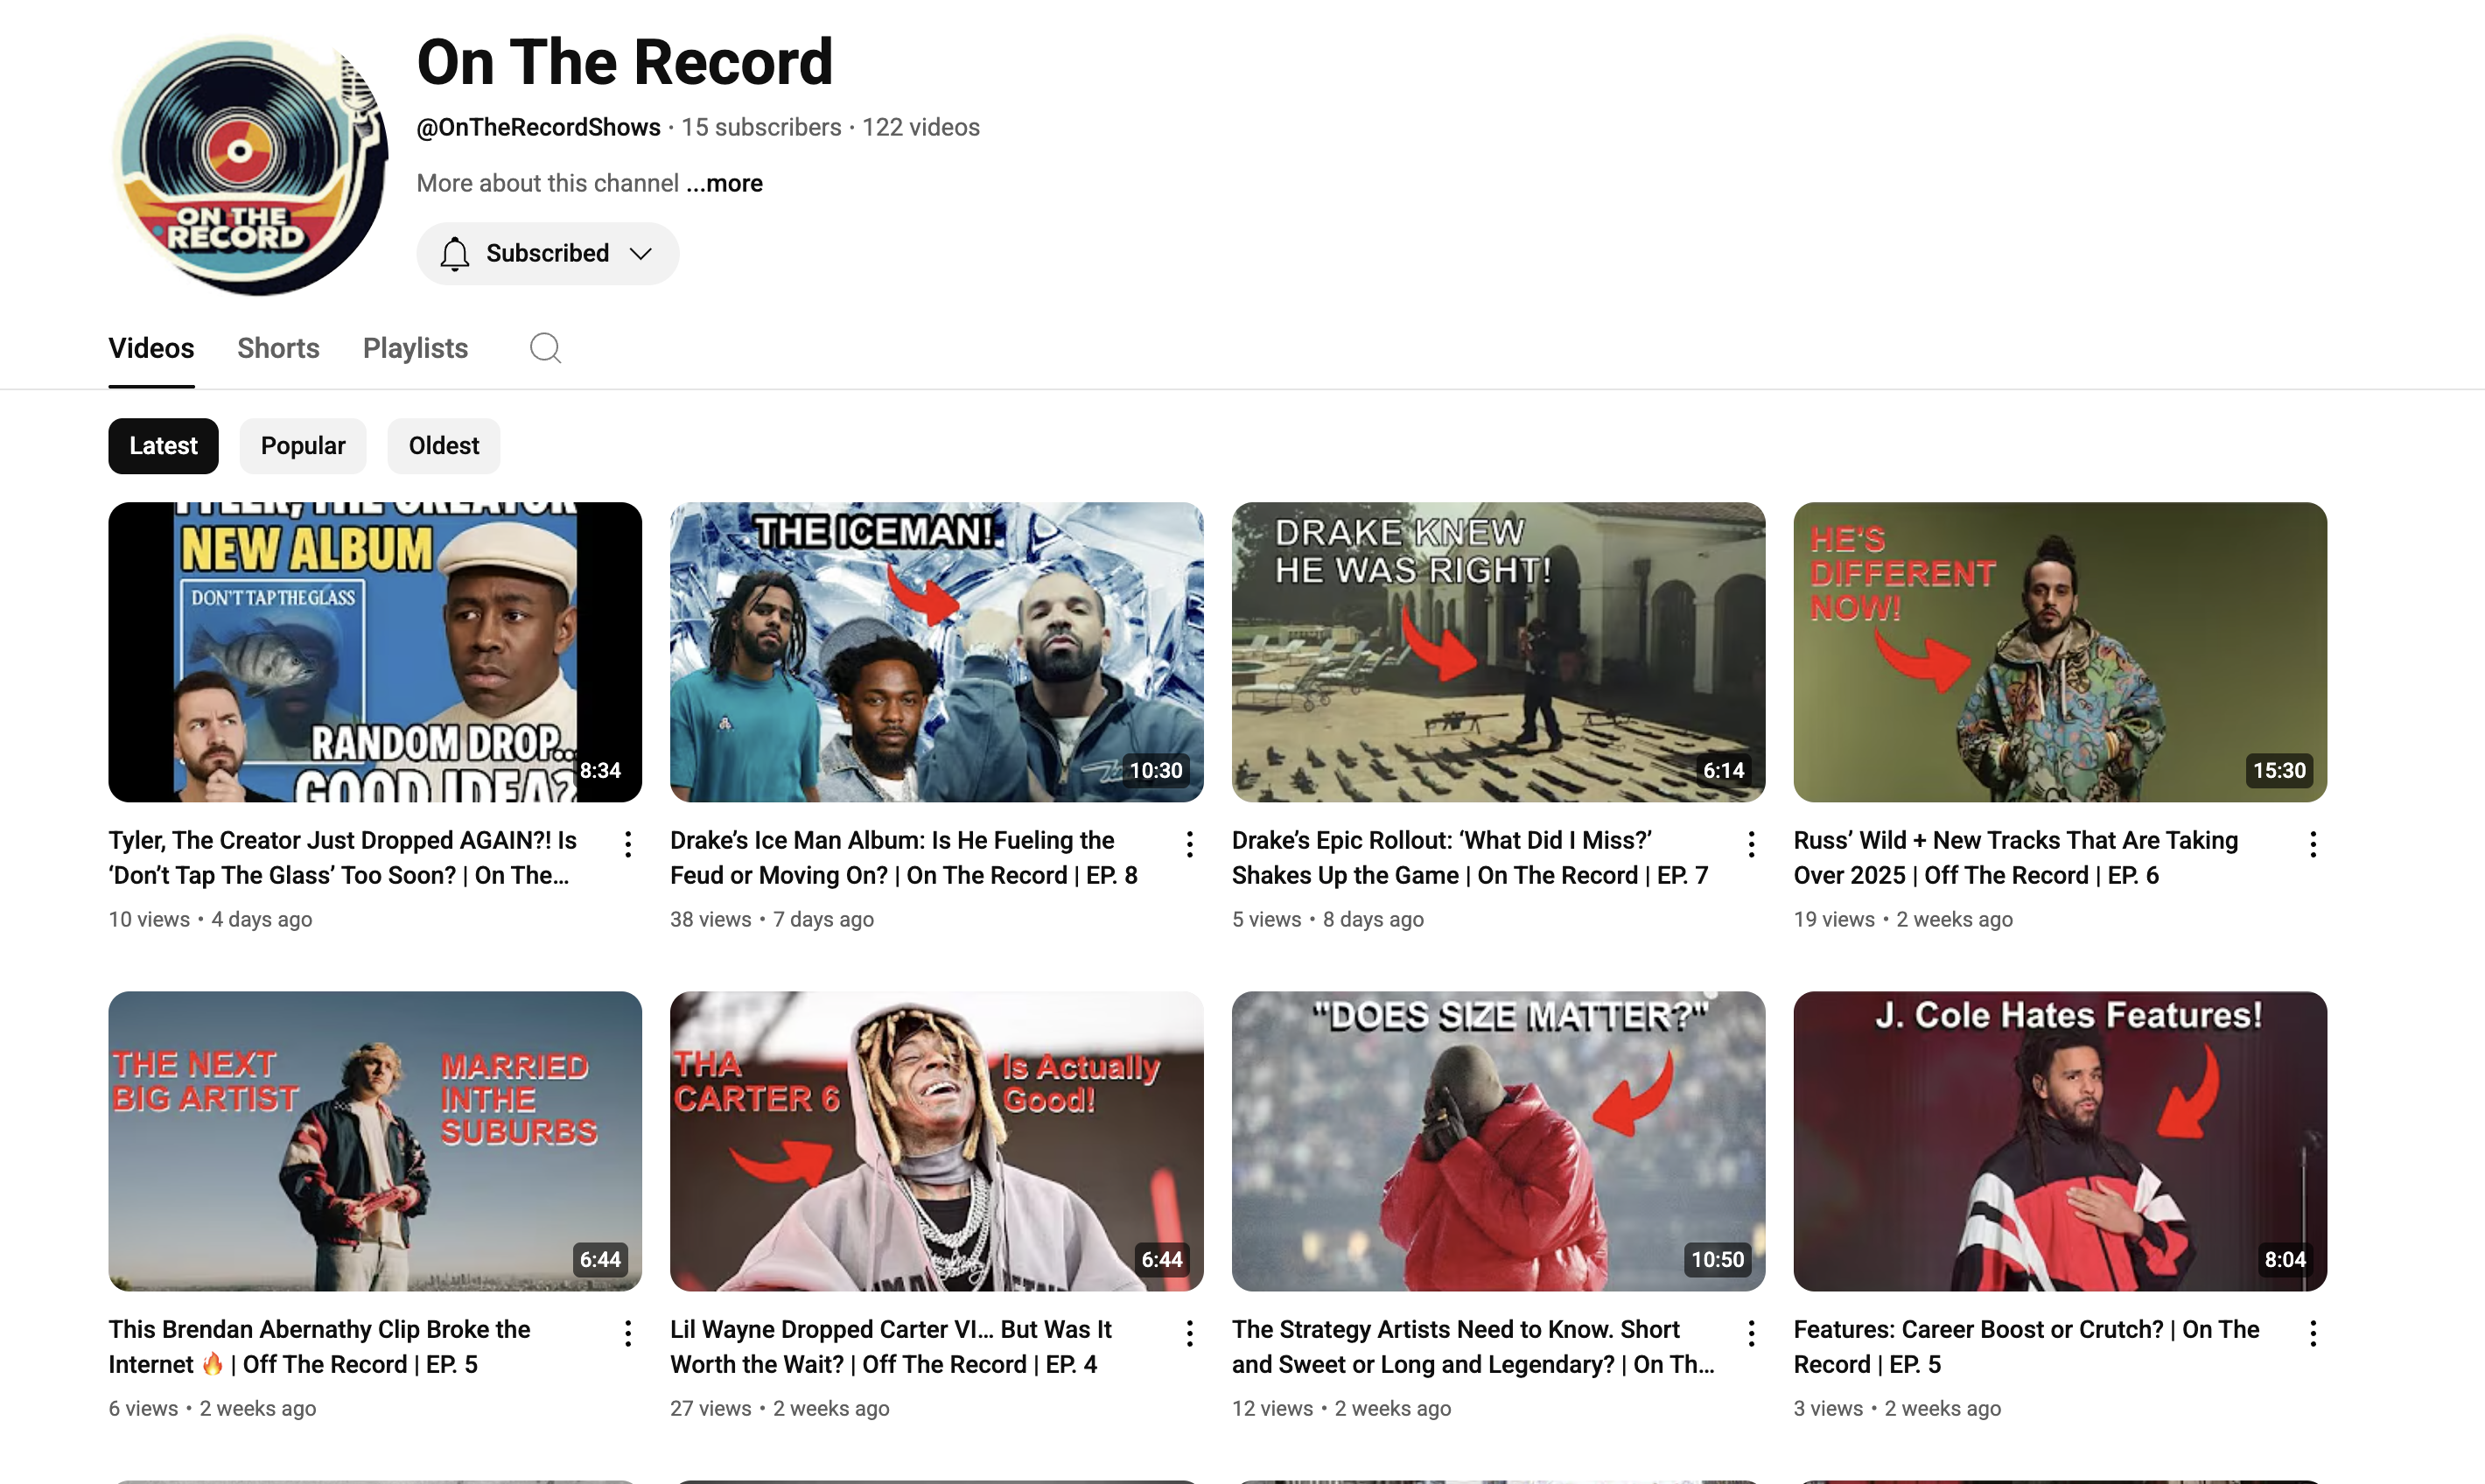 On The Record
@OnTheRecordShows · 15 subscribers · 122 videos
More about this channel ...more
Subscribed
ON THE
RECORD
Videos Shorts Playlists
Latest Popular Oldest
TYLER, THE CREATOR
NEW ALBUM
DON'T TAP THE GLASS
RANDOM DROP...
GOOD IDEA?
8:34
THE ICEMAN!
10:30
DRAKE KNEW
HE WAS RIGHT!
6:14
HE'S
DIFFERENT
NOW!
15:30
Tyler, The Creator Just Dropped AGAIN?! Is
‘Don’t Tap The Glass’ Too Soon? | On The...
10 views • 4 days ago
Drake’s Ice Man Album: Is He Fueling the
Feud or Moving On? | On The Record | EP. 8
38 views • 7 days ago
Drake’s Epic Rollout: ‘What Did I Miss?’
Shakes Up the Game | On The Record | EP. 7
5 views • 8 days ago
Russ’ Wild + New Tracks That Are Taking
Over 2025 | Off The Record | EP. 6
19 views • 2 weeks ago
THE NEXT
BIG ARTIST
MARRIED
INTHE
SUBURBS
6:44
THA
CARTER 6
Is Actually
Good!
6:44
"DOES SIZE MATTER?"
10:50
J. Cole Hates Features!
8:04
This Brendan Abernathy Clip Broke the
Internet 🔥 | Off The Record | EP. 5
6 views • 2 weeks ago
Lil Wayne Dropped Carter VI... But Was It
Worth the Wait? | Off The Record | EP. 4
27 views • 2 weeks ago
The Strategy Artists Need to Know. Short
and Sweet or Long and Legendary? | On Th...
12 views • 2 weeks ago
Features: Career Boost or Crutch? | On The
Record | EP. 5
3 views • 2 weeks ago